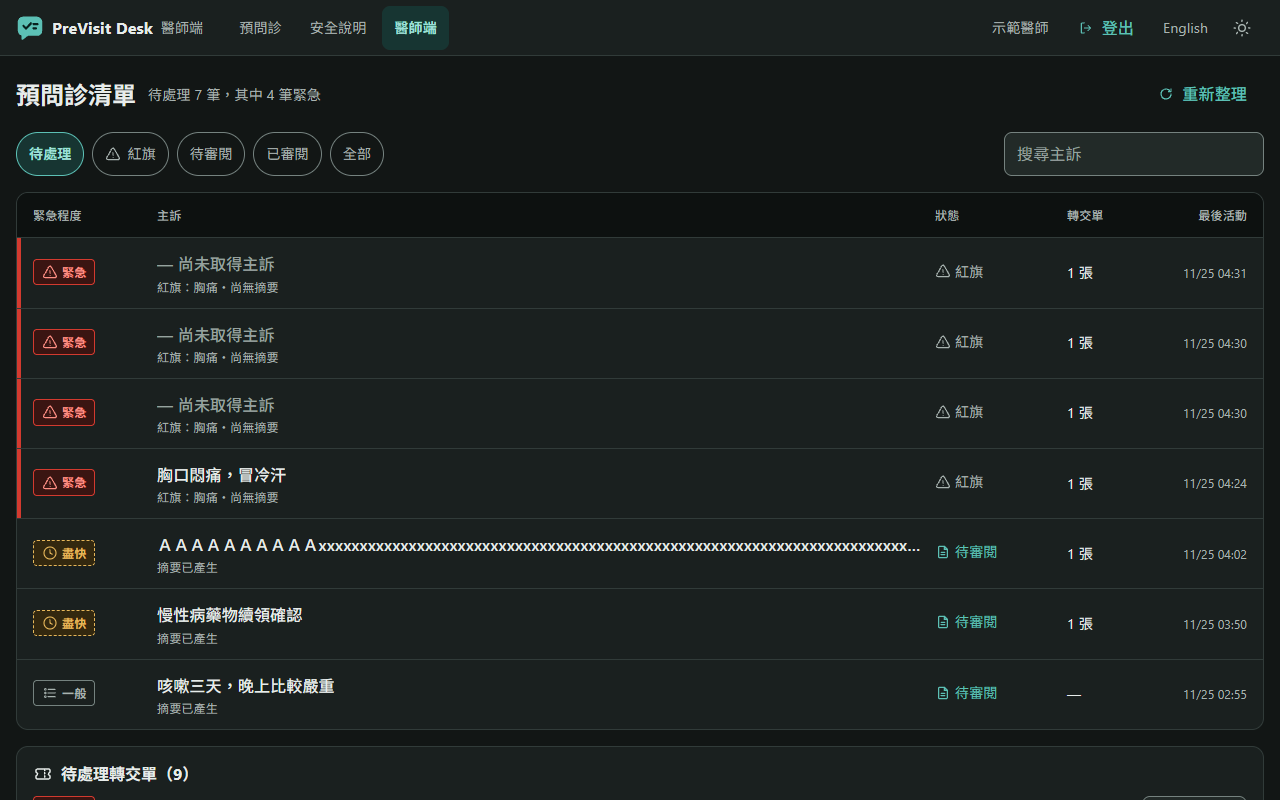 PreVisit Desk 醫師端 預問診 安全說明 醫師端 示範醫師 登出 English
預問診清單 待處理 7 筆，其中 4 筆緊急 重新整理
待處理 紅旗 待審閱 已審閱 全部 搜尋主訴
緊急程度 主訴 狀態 轉交單 最後活動
緊急 — 尚未取得主訴 紅旗 1 張 11/25 04:31
紅旗：胸痛・尚無摘要
緊急 — 尚未取得主訴 紅旗 1 張 11/25 04:30
紅旗：胸痛・尚無摘要
緊急 — 尚未取得主訴 紅旗 1 張 11/25 04:30
紅旗：胸痛・尚無摘要
緊急 胸口悶痛，冒冷汗 紅旗 1 張 11/25 04:24
紅旗：胸痛・尚無摘要
盡快 ＡＡＡＡＡＡＡＡＡＡxxxxxxxxxxxxxxxxxxxxxxxxxxxxxxxxxxxxxxxxxxxxxxxxxxxxxxxxxxxxxxxxxxxxxxxx... 待審閱 1 張 11/25 04:02
摘要已產生
盡快 慢性病藥物續領確認 待審閱 1 張 11/25 03:50
摘要已產生
一般 咳嗽三天，晚上比較嚴重 待審閱 — 11/25 02:55
摘要已產生
待處理轉交單（9）